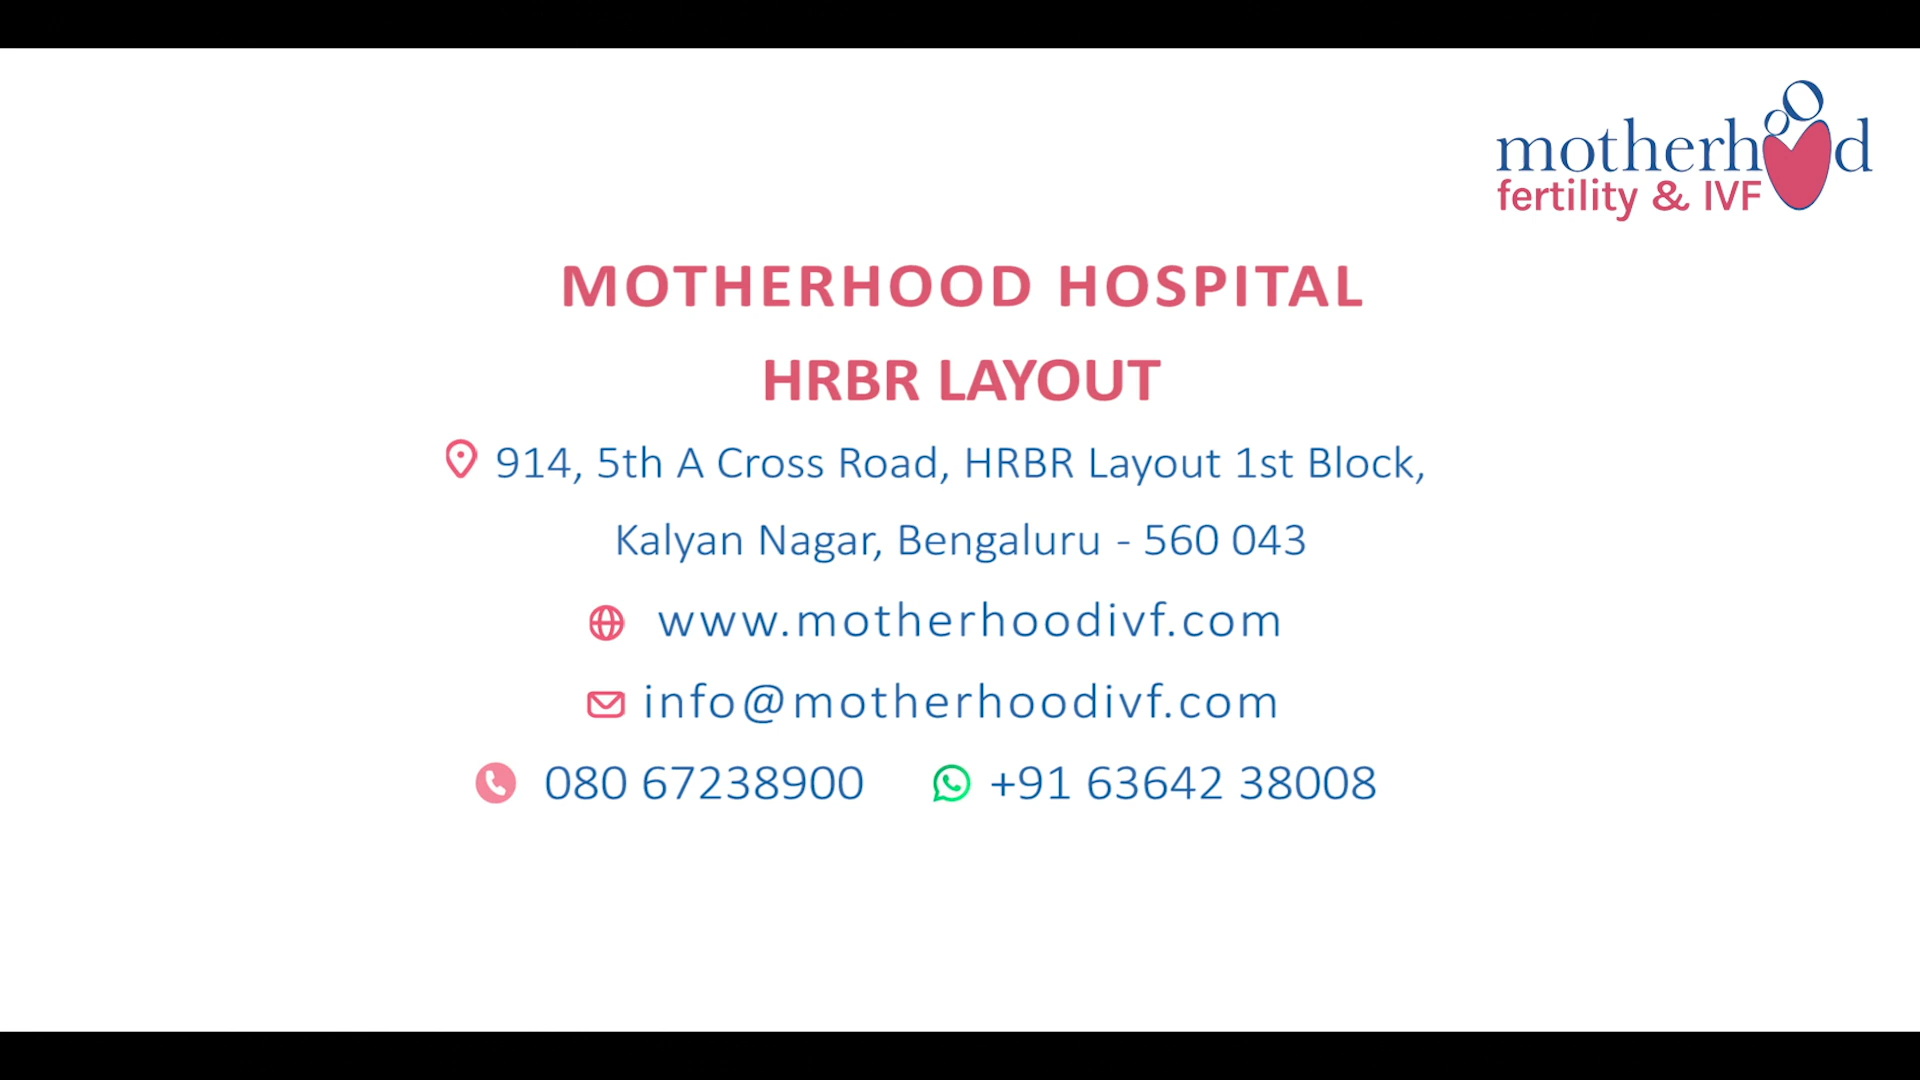 motherhood
fertility & IVF
MOTHERHOOD HOSPITAL
HRBR LAYOUT
914, 5th A Cross Road, HRBR Layout 1st Block,
Kalyan Nagar, Bengaluru - 560 043
www.motherhoodivf.com
info@motherhoodivf.com
080 67238900 +91 63642 38008